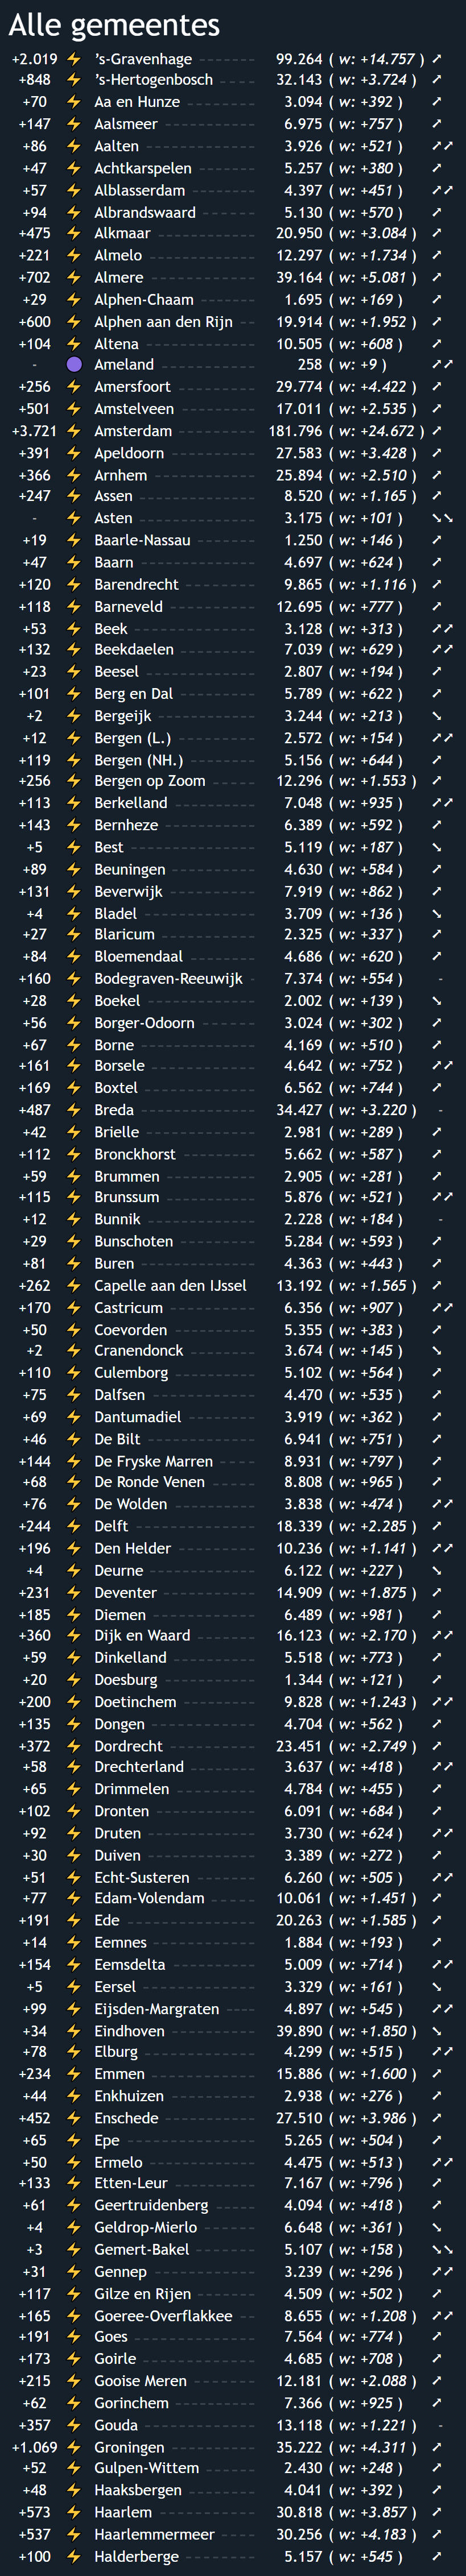 Alle gemeentes
+2.019 ⚡ ’s-Gravenhage 99.264 ( w: +14.757 ) ➚
+848 ⚡ ’s-Hertogenbosch 32.143 ( w: +3.724 ) ➚
+70 ⚡ Aa en Hunze 3.094 ( w: +392 ) ➚
+147 ⚡ Aalsmeer 6.975 ( w: +757 ) ➚
+86 ⚡ Aalten 3.926 ( w: +521 ) ➚➚
+47 ⚡ Achtkarspelen 5.257 ( w: +380 ) ➚
+57 ⚡ Alblasserdam 4.397 ( w: +451 ) ➚➚
+94 ⚡ Albrandswaard 5.130 ( w: +570 ) ➚
+475 ⚡ Alkmaar 20.950 ( w: +3.084 ) ➚
+221 ⚡ Almelo 12.297 ( w: +1.734 ) ➚
+702 ⚡ Almere 39.164 ( w: +5.081 ) ➚
+29 ⚡ Alphen-Chaam 1.695 ( w: +169 ) ➚
+600 ⚡ Alphen aan den Rijn 19.914 ( w: +1.952 ) ➚
+104 ⚡ Altena 10.505 ( w: +608 ) ➚
- Ameland 258 ( w: +9 ) ➚➚
+256 ⚡ Amersfoort 29.774 ( w: +4.422 ) ➚
+501 ⚡ Amstelveen 17.011 ( w: +2.535 ) ➚
+3.721 ⚡ Amsterdam 181.796 ( w: +24.672 ) ➚
+391 ⚡ Apeldoorn 27.583 ( w: +3.428 ) ➚
+366 ⚡ Arnhem 25.894 ( w: +2.510 ) ➚
+247 ⚡ Assen 8.520 ( w: +1.165 ) ➚
- ⚡ Asten 3.175 ( w: +101 ) ➘➘
+19 ⚡ Baarle-Nassau 1.250 ( w: +146 ) ➚
+47 ⚡ Baarn 4.697 ( w: +624 ) ➚
+120 ⚡ Barendrecht 9.865 ( w: +1.116 ) ➚
+118 ⚡ Barneveld 12.695 ( w: +777 ) ➚
+53 ⚡ Beek 3.128 ( w: +313 ) ➚➚
+132 ⚡ Beekdaelen 7.039 ( w: +629 ) ➚➚
+23 ⚡ Beesel 2.807 ( w: +194 ) ➚
+101 ⚡ Berg en Dal 5.789 ( w: +622 ) ➚
+2 ⚡ Bergeijk 3.244 ( w: +213 ) ➘
+12 ⚡ Bergen (L.) 2.572 ( w: +154 ) ➚➚
+119 ⚡ Bergen (NH.) 5.156 ( w: +644 ) ➚
+256 ⚡ Bergen op Zoom 12.296 ( w: +1.553 ) ➚
+113 ⚡ Berkelland 7.048 ( w: +935 ) ➚➚
+143 ⚡ Bernheze 6.389 ( w: +592 ) ➚
+5 ⚡ Best 5.119 ( w: +187 ) ➘
+89 ⚡ Beuningen 4.630 ( w: +584 ) ➚
+131 ⚡ Beverwijk 7.919 ( w: +862 ) ➚
+4 ⚡ Bladel 3.709 ( w: +136 ) ➘
+27 ⚡ Blaricum 2.325 ( w: +337 ) ➚
+84 ⚡ Bloemendaal 4.686 ( w: +620 ) ➚
+160 ⚡ Bodegraven-Reeuwijk 7.374 ( w: +554 ) -
+28 ⚡ Boekel 2.002 ( w: +139 ) ➘
+56 ⚡ Borger-Odoorn 3.024 ( w: +302 ) ➚
+67 ⚡ Borne 4.169 ( w: +510 ) ➚
+161 ⚡ Borsele 4.642 ( w: +752 ) ➚➚
+169 ⚡ Boxtel 6.562 ( w: +744 ) ➚
+487 ⚡ Breda 34.427 ( w: +3.220 ) -
+42 ⚡ Brielle 2.981 ( w: +289 ) ➚
+112 ⚡ Bronckhorst 5.662 ( w: +587 ) ➚
+59 ⚡ Brummen 2.905 ( w: +281 ) ➚
+115 ⚡ Brunssum 5.876 ( w: +521 ) ➚➚
+12 ⚡ Bunnik 2.228 ( w: +184 ) -
+29 ⚡ Bunschoten 5.284 ( w: +593 ) ➚
+81 ⚡ Buren 4.363 ( w: +443 ) ➚
+262 ⚡ Capelle aan den IJssel 13.192 ( w: +1.565 ) ➚
+170 ⚡ Castricum 6.356 ( w: +907 ) ➚➚
+50 ⚡ Coevorden 5.355 ( w: +383 ) ➚
+2 ⚡ Cranendonck 3.674 ( w: +145 ) ➘
+110 ⚡ Culemborg 5.102 ( w: +564 ) ➚
+75 ⚡ Dalfsen 4.470 ( w: +535 ) ➚
+69 ⚡ Dantumadiel 3.919 ( w: +362 ) ➚
+46 ⚡ De Bilt 6.941 ( w: +751 ) ➚
+144 ⚡ De Fryske Marren 8.931 ( w: +797 ) ➚
+68 ⚡ De Ronde Venen 8.808 ( w: +965 ) ➚
+76 ⚡ De Wolden 3.838 ( w: +474 ) ➚➚
+244 ⚡ Delft 18.339 ( w: +2.285 ) ➚
+196 ⚡ Den Helder 10.236 ( w: +1.141 ) ➚➚
+4 ⚡ Deurne 6.122 ( w: +227 ) ➘
+231 ⚡ Deventer 14.909 ( w: +1.875 ) ➚
+185 ⚡ Diemen 6.489 ( w: +981 ) ➚
+360 ⚡ Dijk en Waard 16.123 ( w: +2.170 ) ➚➚
+59 ⚡ Dinkelland 5.518 ( w: +773 ) ➚
+20 ⚡ Doesburg 1.344 ( w: +121 ) ➚
+200 ⚡ Doetinchem 9.828 ( w: +1.243 ) ➚➚
+135 ⚡ Dongen 4.704 ( w: +562 ) ➚
+372 ⚡ Dordrecht 23.451 ( w: +2.749 ) ➚
+58 ⚡ Drechterland 3.637 ( w: +418 ) ➚➚
+65 ⚡ Drimmelen 4.784 ( w: +455 ) ➚
+102 ⚡ Dronten 6.091 ( w: +684 ) ➚
+92 ⚡ Druten 3.730 ( w: +624 ) ➚➚
+30 ⚡ Duiven 3.389 ( w: +272 ) ➚
+51 ⚡ Echt-Susteren 6.260 ( w: +505 ) ➚➚
+77 ⚡ Edam-Volendam 10.061 ( w: +1.451 ) ➚
+191 ⚡ Ede 20.263 ( w: +1.585 ) ➚
+14 ⚡ Eemnes 1.884 ( w: +193 ) ➚
+154 ⚡ Eemsdelta 5.009 ( w: +714 ) ➚➚
+5 ⚡ Eersel 3.329 ( w: +161 ) ➘
+99 ⚡ Eijsden-Margraten 4.897 ( w: +545 ) ➚➚
+34 ⚡ Eindhoven 39.890 ( w: +1.850 ) ➘
+78 ⚡ Elburg 4.299 ( w: +515 ) ➚➚
+234 ⚡ Emmen 15.886 ( w: +1.600 ) ➚
+44 ⚡ Enkhuizen 2.938 ( w: +276 ) ➚
+452 ⚡ Enschede 27.510 ( w: +3.986 ) ➚
+65 ⚡ Epe 5.265 ( w: +504 ) ➚
+50 ⚡ Ermelo 4.475 ( w: +513 ) ➚➚
+133 ⚡ Etten-Leur 7.167 ( w: +796 ) ➚
+61 ⚡ Geertruidenberg 4.094 ( w: +418 ) ➚
+4 ⚡ Geldrop-Mierlo 6.648 ( w: +361 ) ➘
+3 ⚡ Gemert-Bakel 5.107 ( w: +158 ) ➘➘
+31 ⚡ Gennep 3.239 ( w: +296 ) ➚➚
+117 ⚡ Gilze en Rijen 4.509 ( w: +502 ) ➚
+165 ⚡ Goeree-Overflakkee 8.655 ( w: +1.208 ) ➚➚
+191 ⚡ Goes 7.564 ( w: +774 ) ➚
+173 ⚡ Goirle 4.685 ( w: +708 ) ➚
+215 ⚡ Gooise Meren 12.181 ( w: +2.088 ) ➚
+62 ⚡ Gorinchem 7.366 ( w: +925 ) ➚
+357 ⚡ Gouda 13.118 ( w: +1.221 ) -
+1.069 ⚡ Groningen 35.222 ( w: +4.311 ) ➚
+52 ⚡ Gulpen-Wittem 2.430 ( w: +248 ) ➚
+48 ⚡ Haaksbergen 4.041 ( w: +392 ) ➚
+573 ⚡ Haarlem 30.818 ( w: +3.857 ) ➚
+537 ⚡ Haarlemmermeer 30.256 ( w: +4.183 ) ➚
+100 ⚡ Halderberge 5.157 ( w: +545 ) ➚